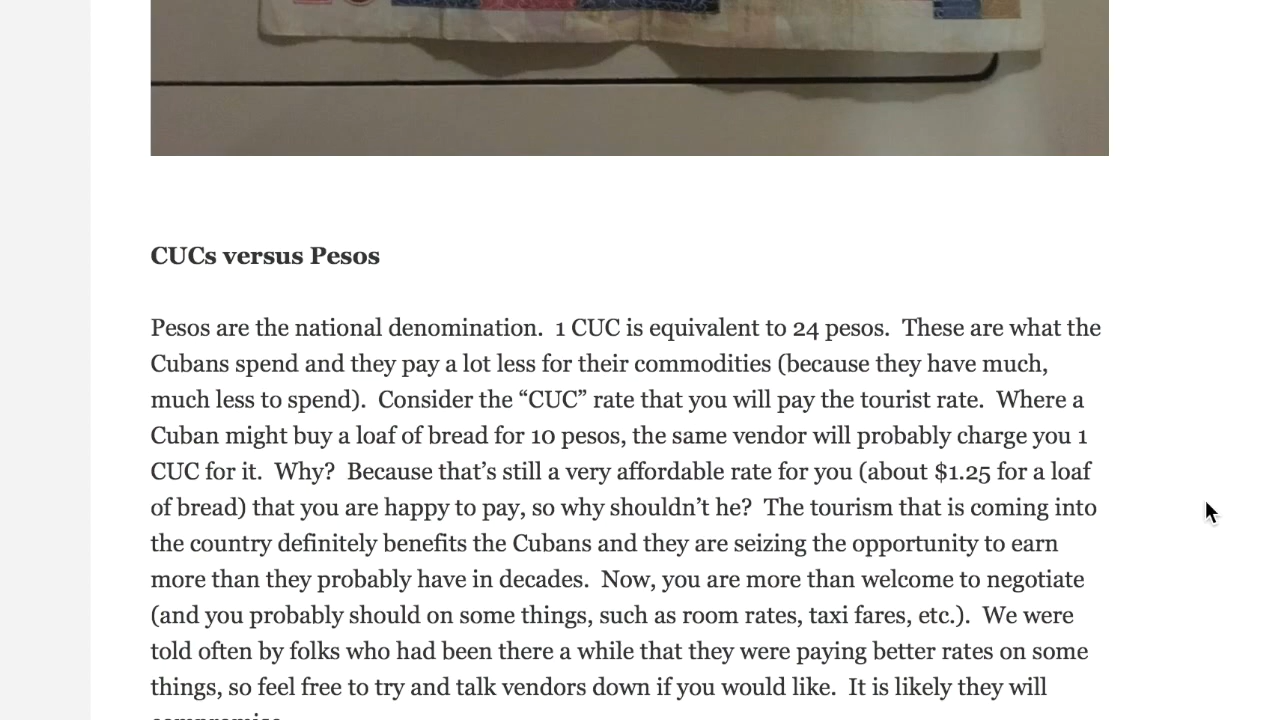 CUCs versus Pesos
Pesos are the national denomination.  1 CUC is equivalent to 24 pesos.  These are what the
Cubans spend and they pay a lot less for their commodities (because they have much,
much less to spend).  Consider the “CUC” rate that you will pay the tourist rate.  Where a
Cuban might buy a loaf of bread for 10 pesos, the same vendor will probably charge you 1
CUC for it.  Why?  Because that’s still a very affordable rate for you (about $1.25 for a loaf
of bread) that you are happy to pay, so why shouldn’t he?  The tourism that is coming into
the country definitely benefits the Cubans and they are seizing the opportunity to earn
more than they probably have in decades.  Now, you are more than welcome to negotiate
(and you probably should on some things, such as room rates, taxi fares, etc.).  We were
told often by folks who had been there a while that they were paying better rates on some
things, so feel free to try and talk vendors down if you would like.  It is likely they will